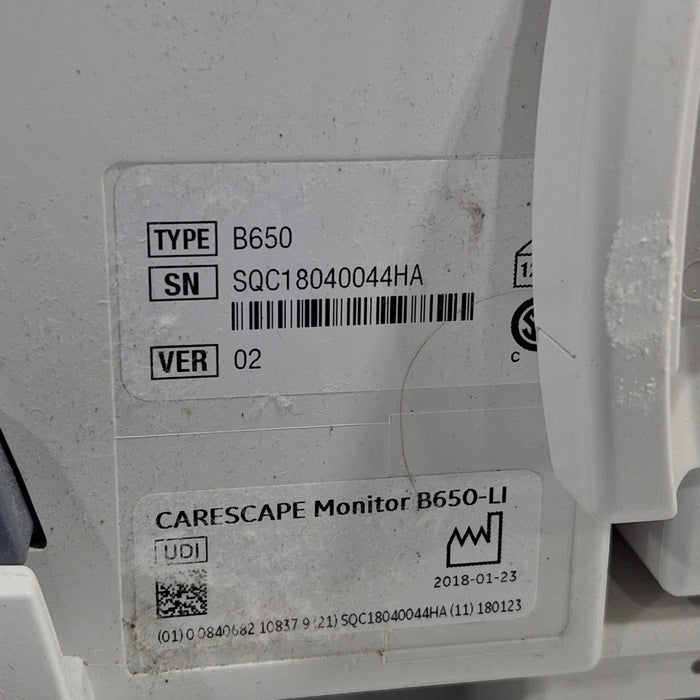 TYPE B650
SN SQC18040044HA
VER 02
C
CARESCAPE Monitor B650-LI
UDI
2018-01-23
(01) 0 0840682 10837 9 (21) SQC18040044HA (11) 180123